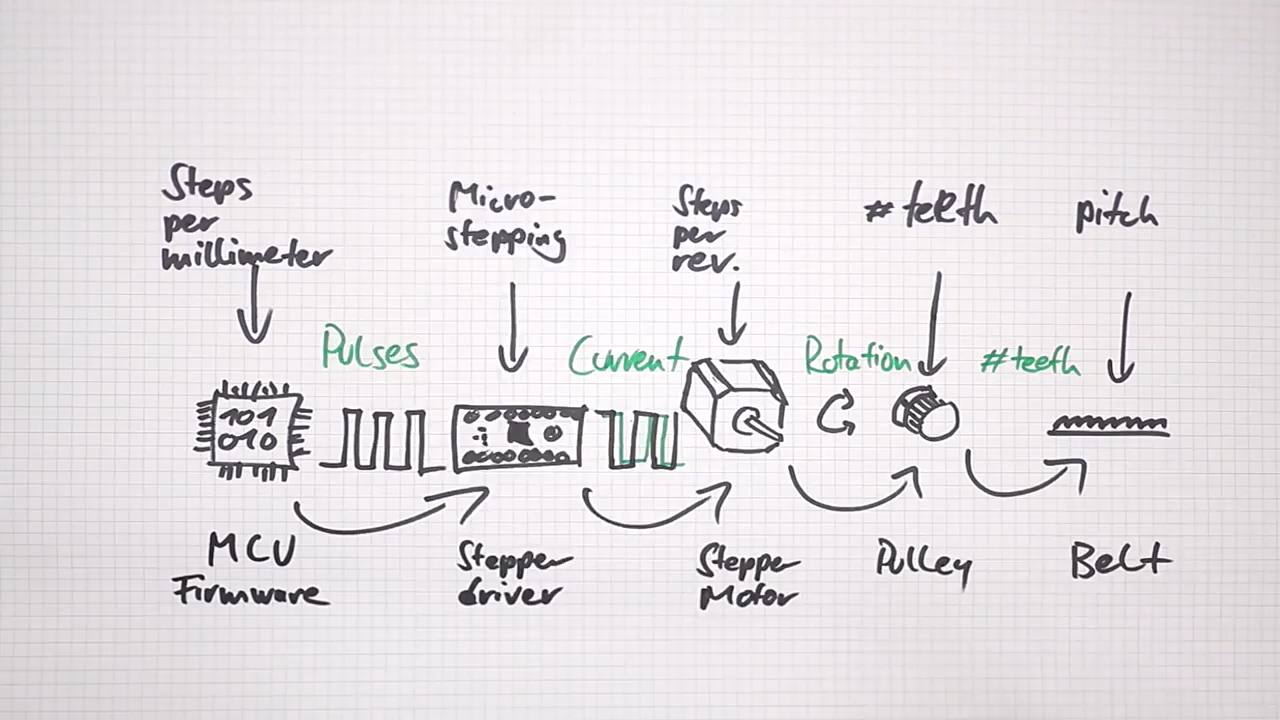 Steps
per
millimeter
Micro-
stepping
Steps
per
rev.
# teeth
pitch
Pulses
Current
Rotation
#teeth
101
010
MCU
Firmware
Stepper
driver
Stepper
Motor
Pulley
Belt